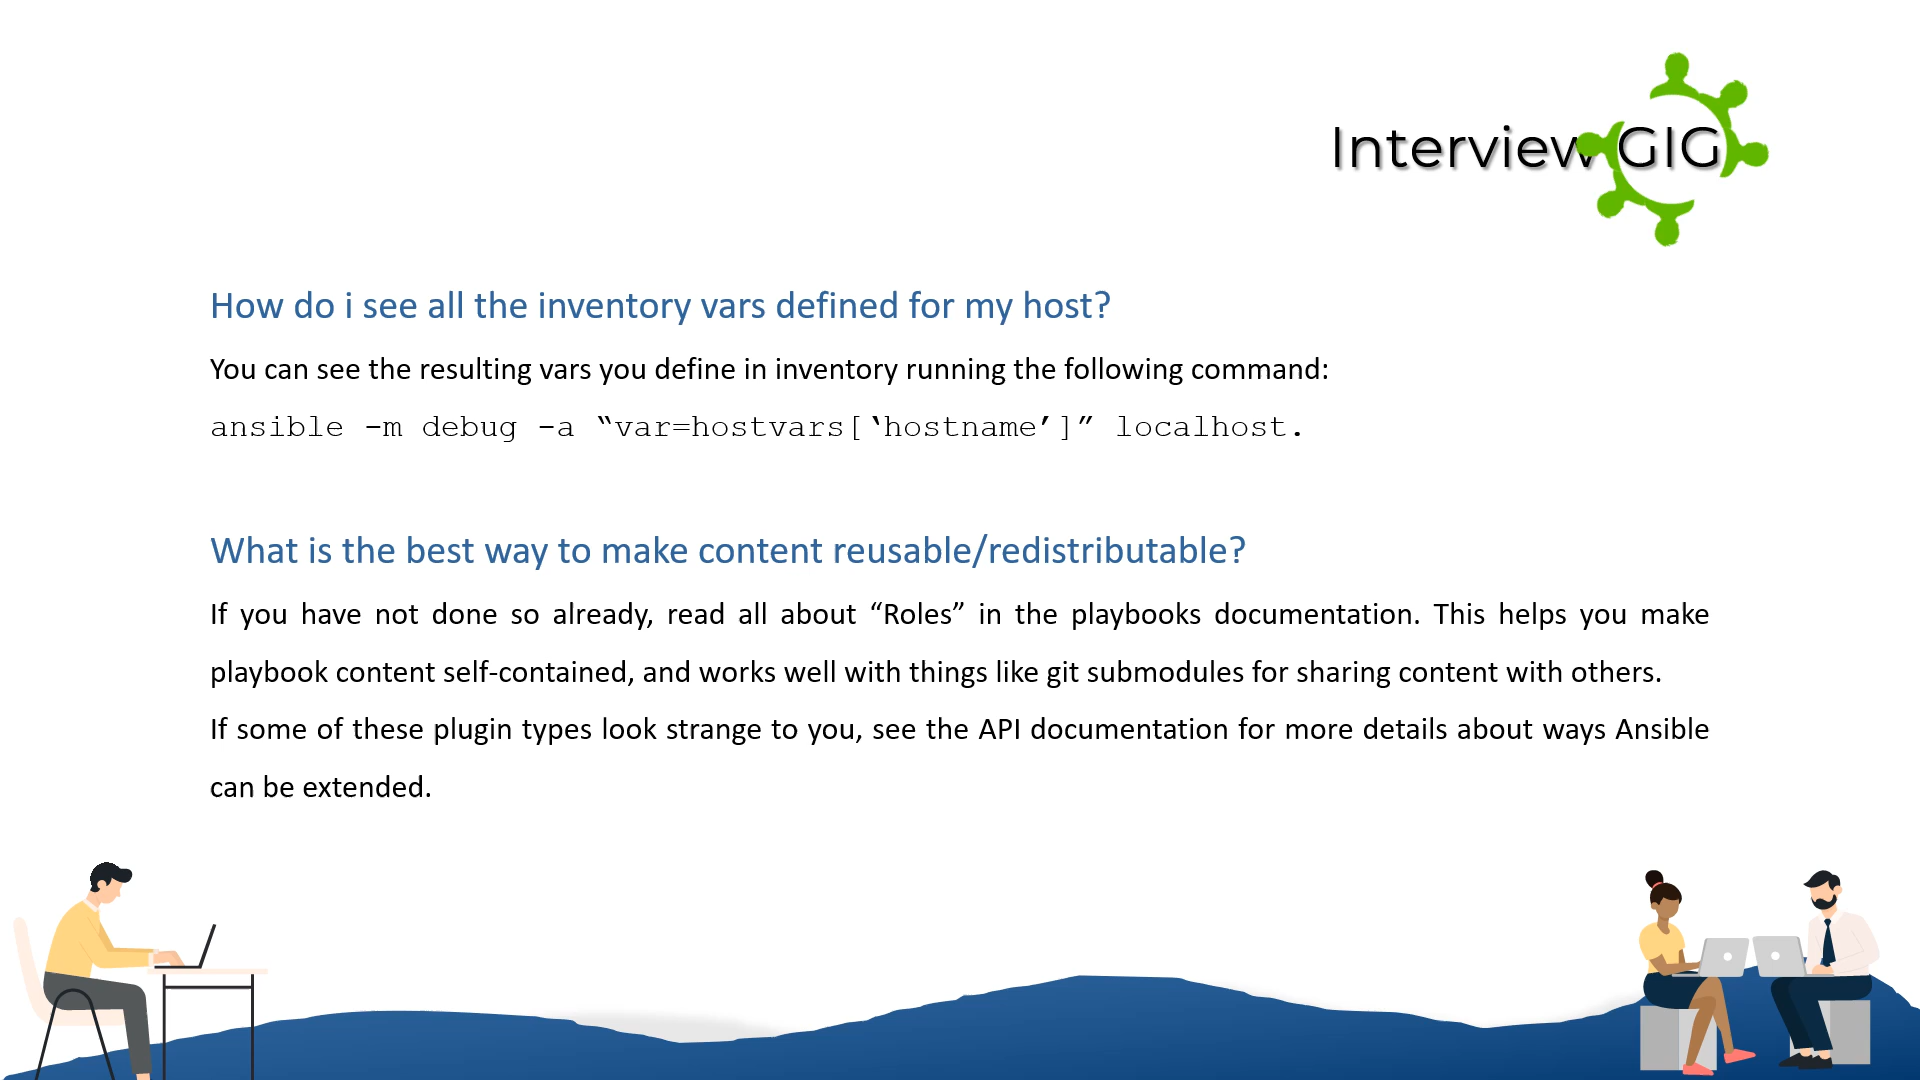 Interview GIG
How do i see all the inventory vars defined for my host?
You can see the resulting vars you define in inventory running the following command:
ansible -m debug -a “var=hostvars[‘hostname’]” localhost.
What is the best way to make content reusable/redistributable?
If you have not done so already, read all about “Roles” in the playbooks documentation. This helps you make
playbook content self-contained, and works well with things like git submodules for sharing content with others.
If some of these plugin types look strange to you, see the API documentation for more details about ways Ansible
can be extended.